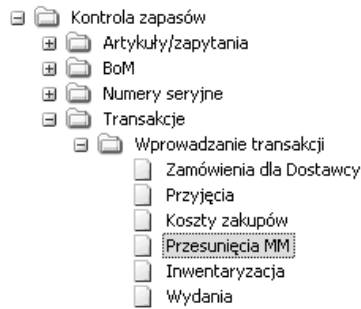 Kontrola zapasów
Artykuły/zapytania
BoM
Numery seryjne
Transakcje
Wprowadzanie transakcji
Zamówienia dla Dostawcy
Przyjęcia
Koszty zakupów
Przesunięcia MM
Inwentaryzacja
Wydania